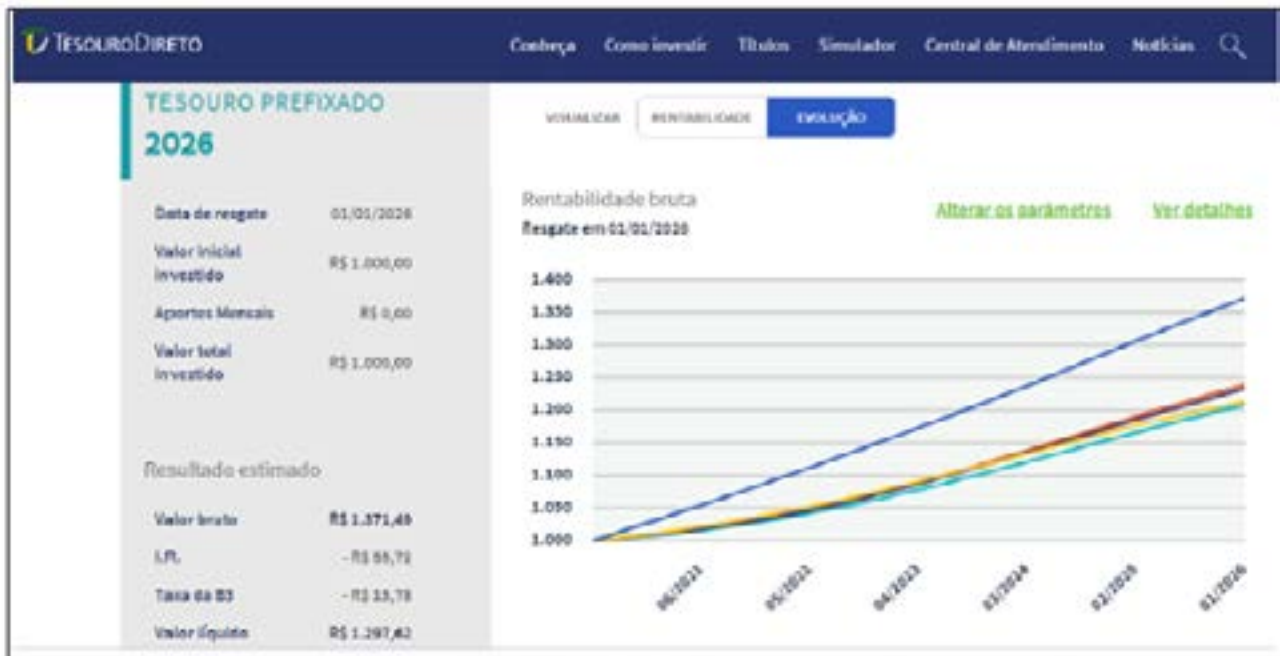 TESOURODIRETO
Conheça Como investir Títulos Simulador Central de Atendimento Notícias
TESOURO PREFIXADO
2026
VISUALIZAR RENTABILIDADE EVOLUÇÃO
Data de resgate 01/01/2026
Valor inicial
investido R$ 1.000,00
Aportes Mensais R$ 0,00
Valor total
investido R$ 1.000,00
Resultado estimado
Valor bruto R$ 1.371,49
I.R. - R$
Taxa da B3 - R$
Valor líquido R$ 1.297,62
Rentabilidade bruta
Resgate em 01/01/2026
Alterar os parâmetros Ver detalhes
1.400
1.350
1.300
1.250
1.200
1.150
1.100
1.050
1.000
06/2021 05/2022 04/2023 03/2024 02/2025 01/2026